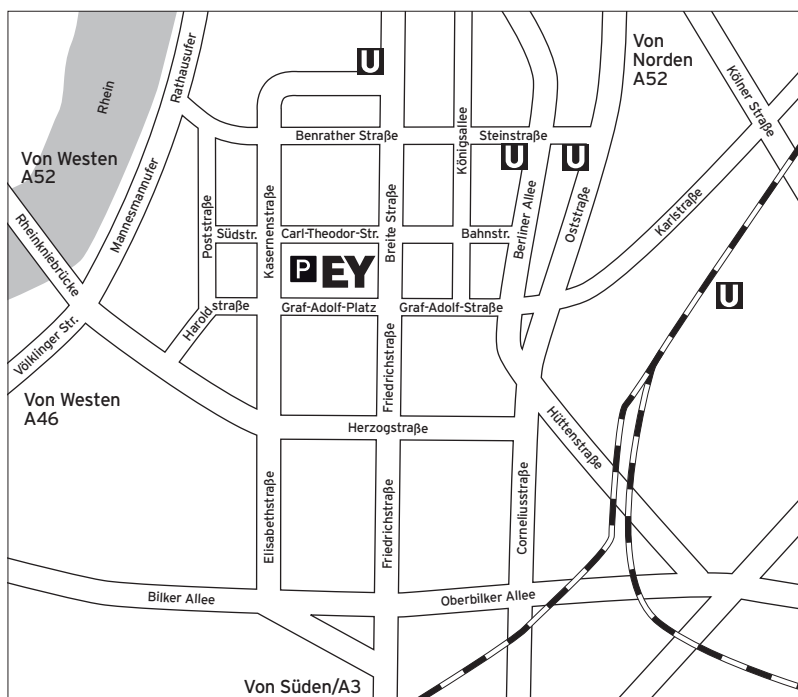 U
Von
Norden
A52
Rathausufer
Rhein
Kölner Straße
Benrather Straße
Königsallee
Steinstraße
U
U
Von Westen
A52
Mannesmannufer
Poststraße
Kasernenstraße
Breite Straße
Berliner Allee
Oststraße
Karlstraße
Südstr.
Carl-Theodor-Str.
Bahnstr.
Rheinkniebrücke
P EY
U
Haroldstraße
Graf-Adolf-Platz
Graf-Adolf-Straße
Völklinger Str.
Friedrichstraße
Von Westen
A46
Herzogstraße
Hüttenstraße
Elisabethstraße
Friedrichstraße
Corneliusstraße
Bilker Allee
Oberbilker Allee
Von Süden/A3